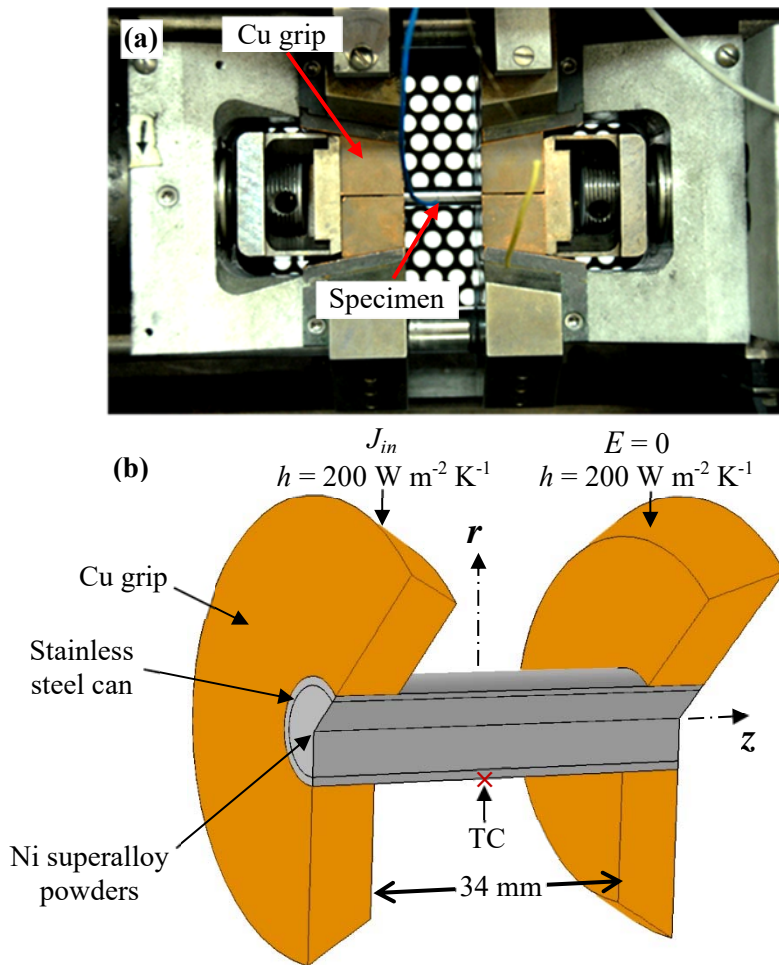 (a)
Cu grip
Specimen
(b)
J_in
h = 200 W m⁻² K⁻¹
E = 0
h = 200 W m⁻² K⁻¹
r
Cu grip
Stainless
steel can
z
TC
Ni superalloy
powders
34 mm